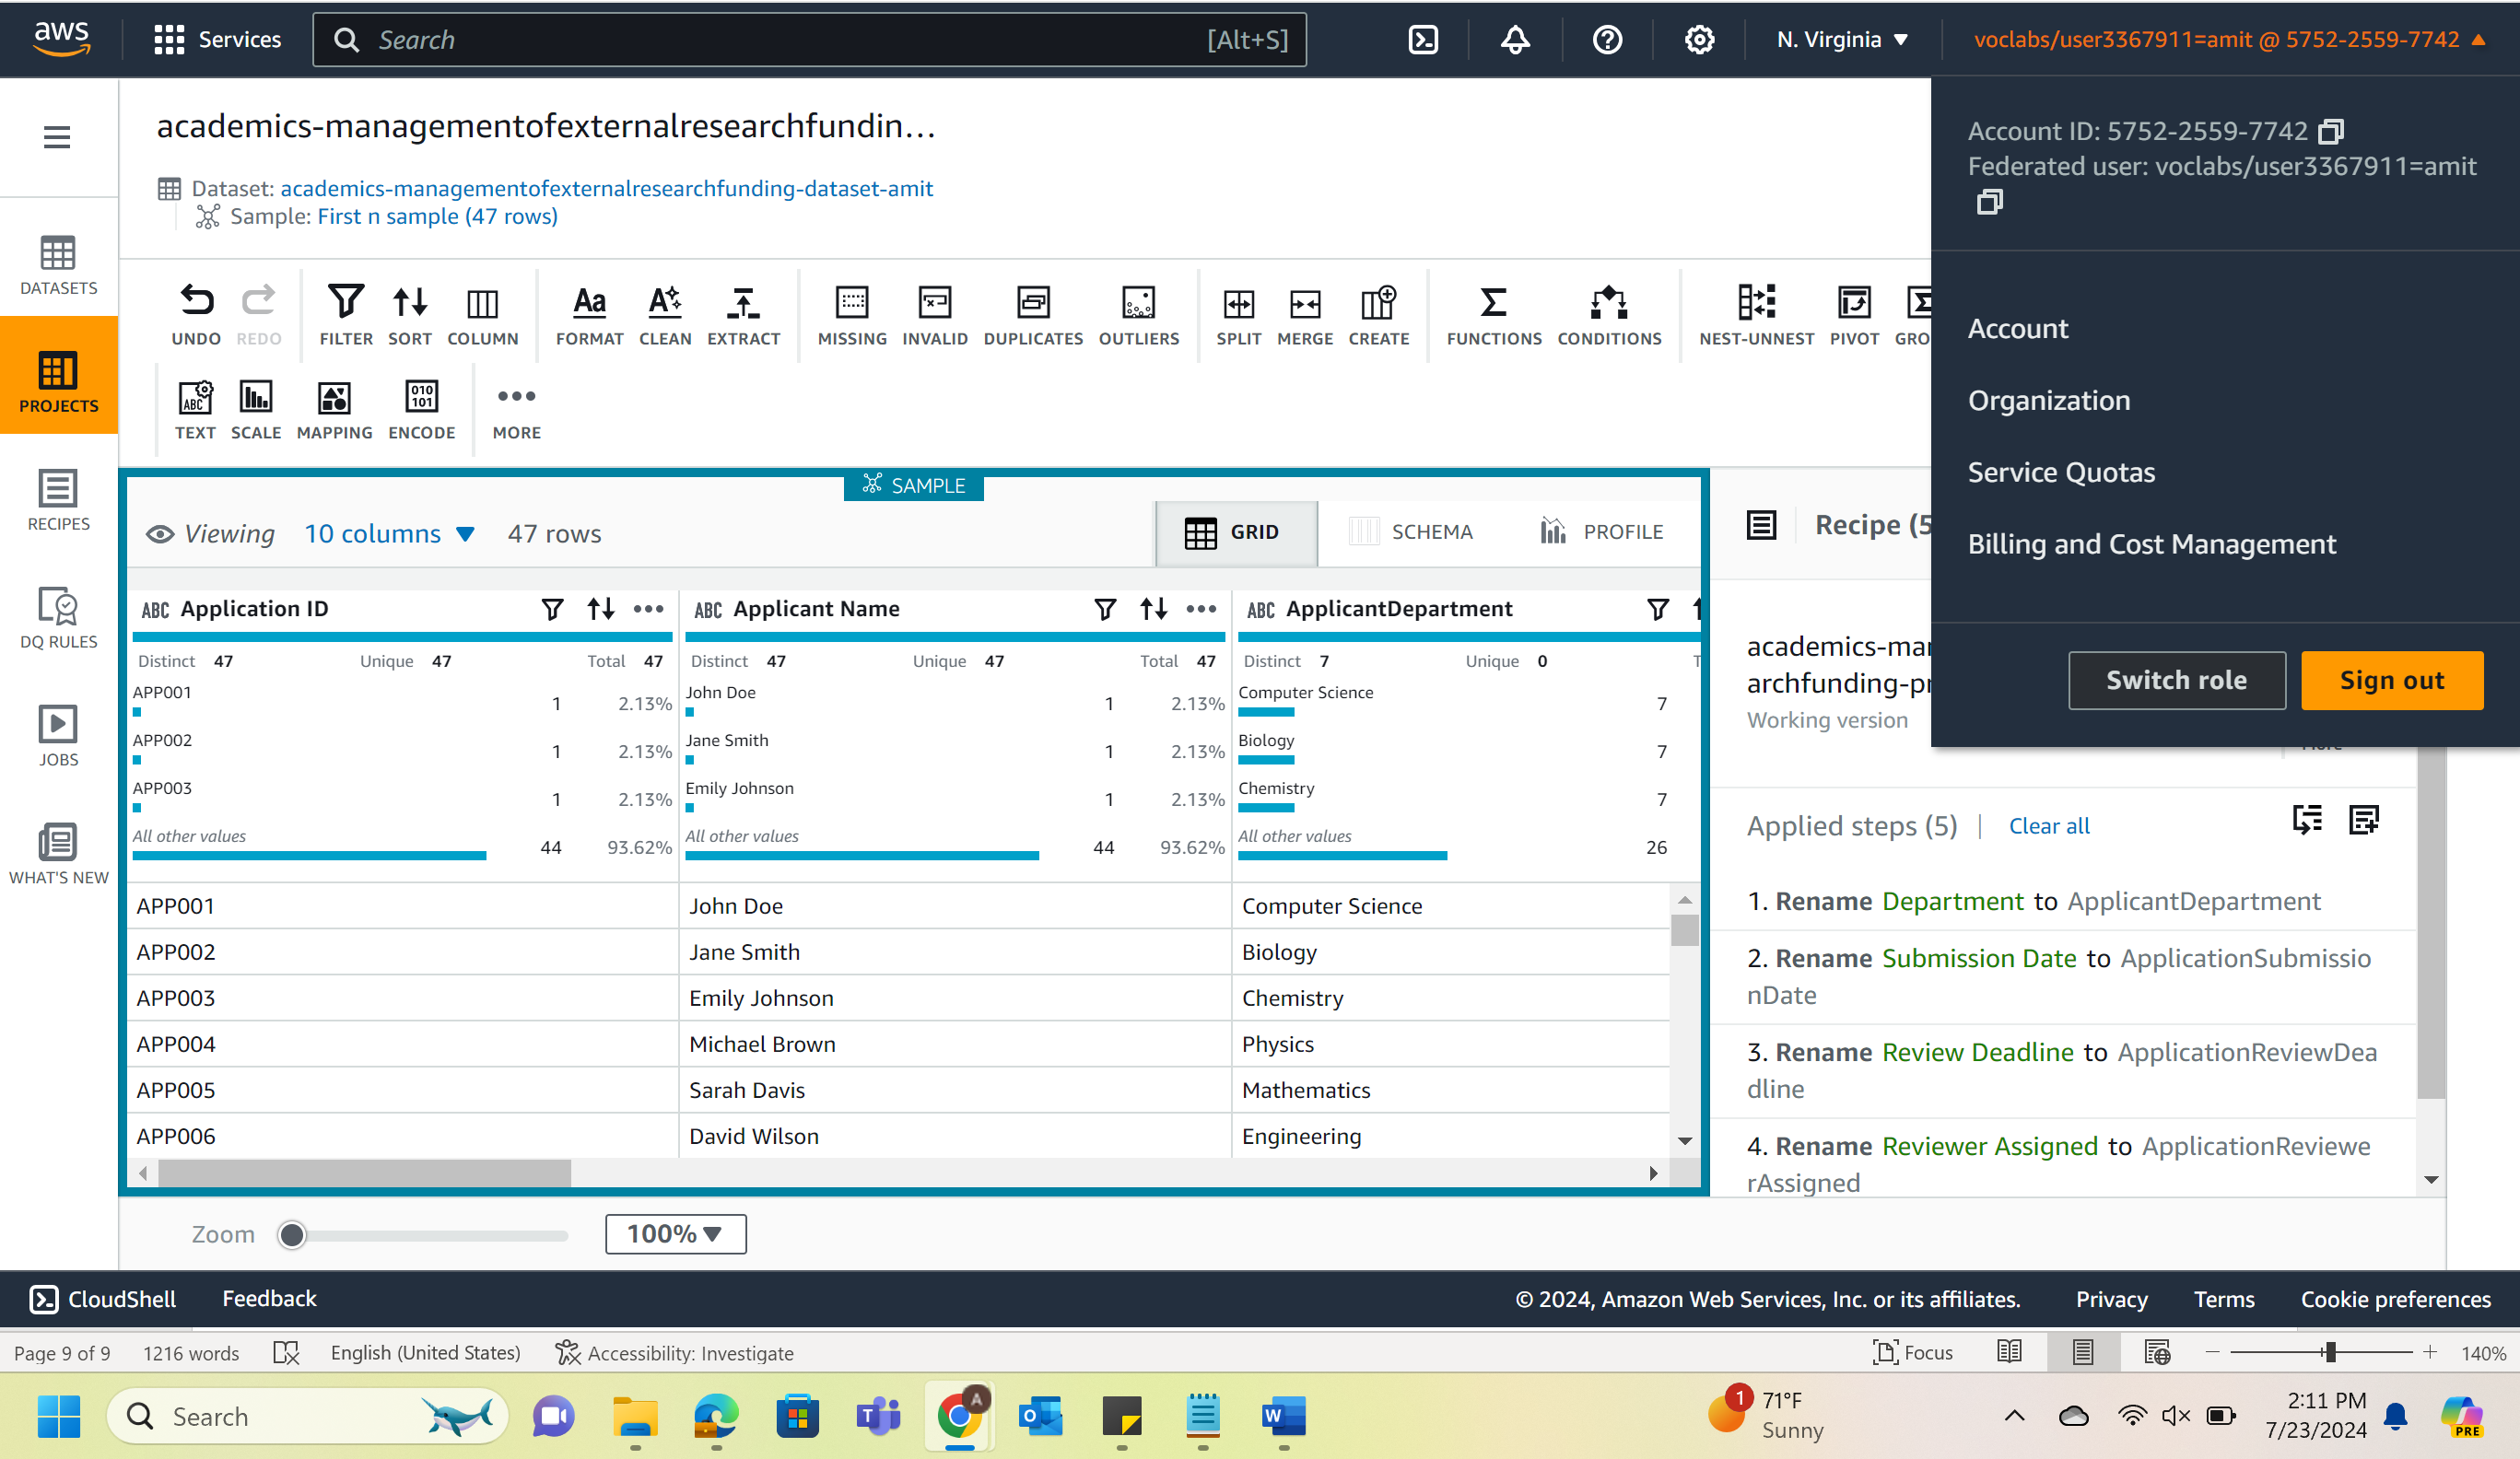 aws
Services
Search
[Alt+S]
N. Virginia
voclabs/user3367911=amit @ 5752-2559-7742
Account ID: 5752-2559-7742
Federated user: voclabs/user3367911=amit
Account
Organization
Service Quotas
Billing and Cost Management
Switch role
Sign out
academics-managementofexternalresearchfundin...
Dataset: academics-managementofexternalresearchfunding-dataset-amit
Sample: First n sample (47 rows)
DATASETS
PROJECTS
RECIPES
DQ RULES
JOBS
WHAT'S NEW
UNDO REDO FILTER SORT COLUMN FORMAT CLEAN EXTRACT MISSING INVALID DUPLICATES OUTLIERS SPLIT MERGE CREATE FUNCTIONS CONDITIONS NEST-UNNEST PIVOT GRO
TEXT SCALE MAPPING ENCODE MORE
SAMPLE
Viewing 10 columns 47 rows
GRID SCHEMA PROFILE
ABC Application ID ABC Applicant Name ABC ApplicantDepartment
Distinct 47 Unique 47 Total 47 Distinct 47 Unique 47 Total 47 Distinct 7 Unique 0 T
APP001 1 2.13% John Doe 1 2.13% Computer Science 7
APP002 1 2.13% Jane Smith 1 2.13% Biology 7
APP003 1 2.13% Emily Johnson 1 2.13% Chemistry 7
All other values 44 93.62% All other values 44 93.62% All other values 26
APP001 John Doe Computer Science
APP002 Jane Smith Biology
APP003 Emily Johnson Chemistry
APP004 Michael Brown Physics
APP005 Sarah Davis Mathematics
APP006 David Wilson Engineering
Recipe (5
academics-ma
archfunding-p
Working version
Applied steps (5) | Clear all
1. Rename Department to ApplicantDepartment
2. Rename Submission Date to ApplicationSubmissio
nDate
3. Rename Review Deadline to ApplicationReviewDea
dline
4. Rename Reviewer Assigned to ApplicationReviewe
rAssigned
Zoom 100%
CloudShell Feedback
© 2024, Amazon Web Services, Inc. or its affiliates. Privacy Terms Cookie preferences
Page 9 of 9 1216 words English (United States) Accessibility: Investigate Focus 140%
Search
1
71°F
Sunny
2:11 PM
7/23/2024
PRE